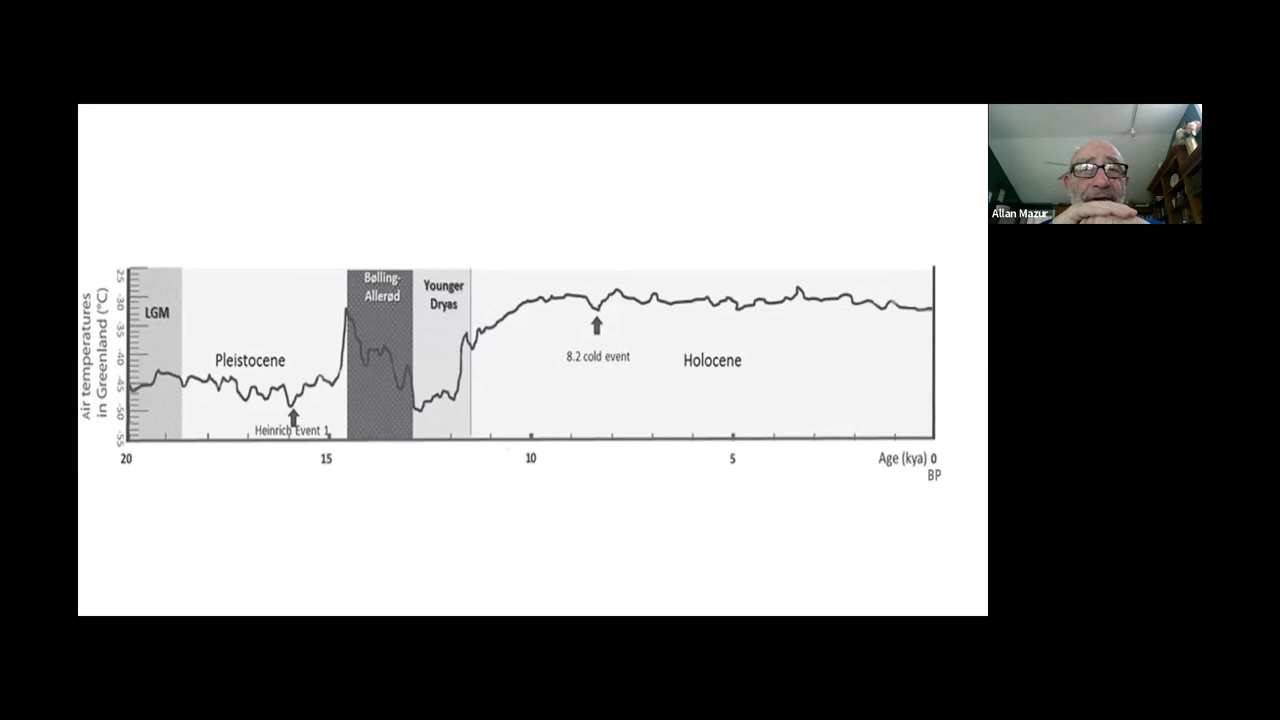 Allan Mazur
Air temperatures
in Greenland (°C)
25
-30
-35
-40
-45
-50
-55
LGM
Pleistocene
Heinrich Event 1
Bølling-
Allerød
Younger
Dryas
8.2 cold event
Holocene
20
15
10
5
Age (kya) 0
BP